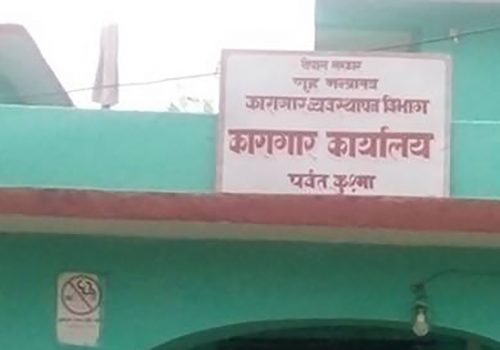 नेपाल सरकार
गृह मन्त्रालय
कारागार व्यवस्थापन विभाग
कारागार कार्यालय
पर्वत कुश्मा